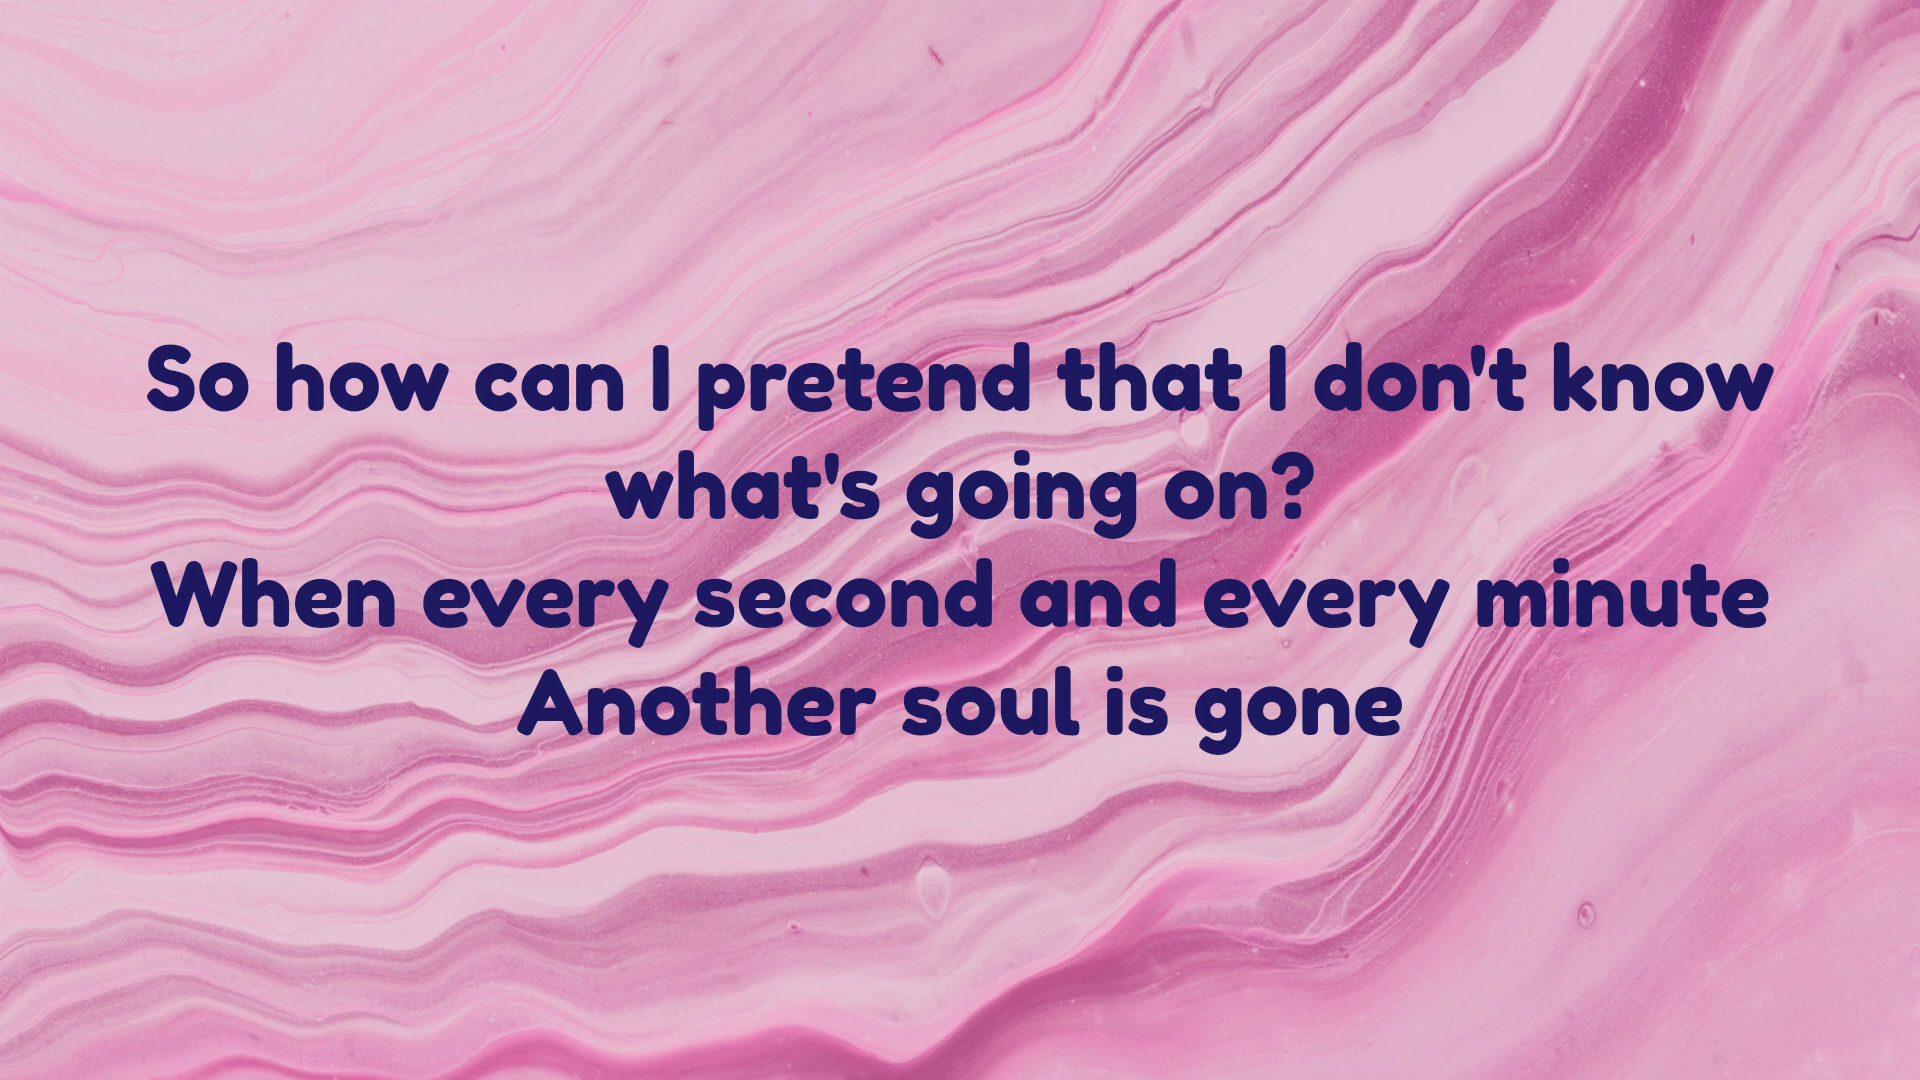 So how can I pretend that I don't know
what's going on?
When every second and every minute
Another soul is gone